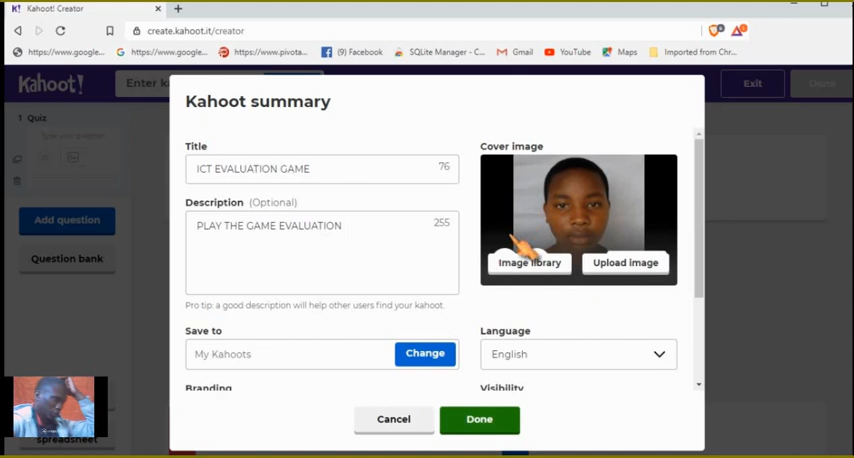 K! Kahoot! Creator
create.kahoot.it/creator
https://www.google...
https://www.google...
https://www.pivota...
(9) Facebook
SQLite Manager - C...
Gmail
YouTube
Maps
Imported from Chr...
Kahoot!
Enter k
Exit
Done
1 Quiz
Type your question
Add question
Question bank
spreadsheet
Kahoot summary
Title
ICT EVALUATION GAME
76
Description (Optional)
PLAY THE GAME EVALUATION
255
Pro tip: a good description will help other users find your kahoot.
Cover image
Image library
Upload image
Save to
My Kahoots
Change
Language
English
Branding
Visibility
Cancel
Done